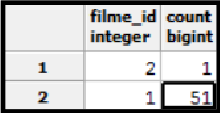 filme_id count
integer bigint
1 2 1
2 1 51